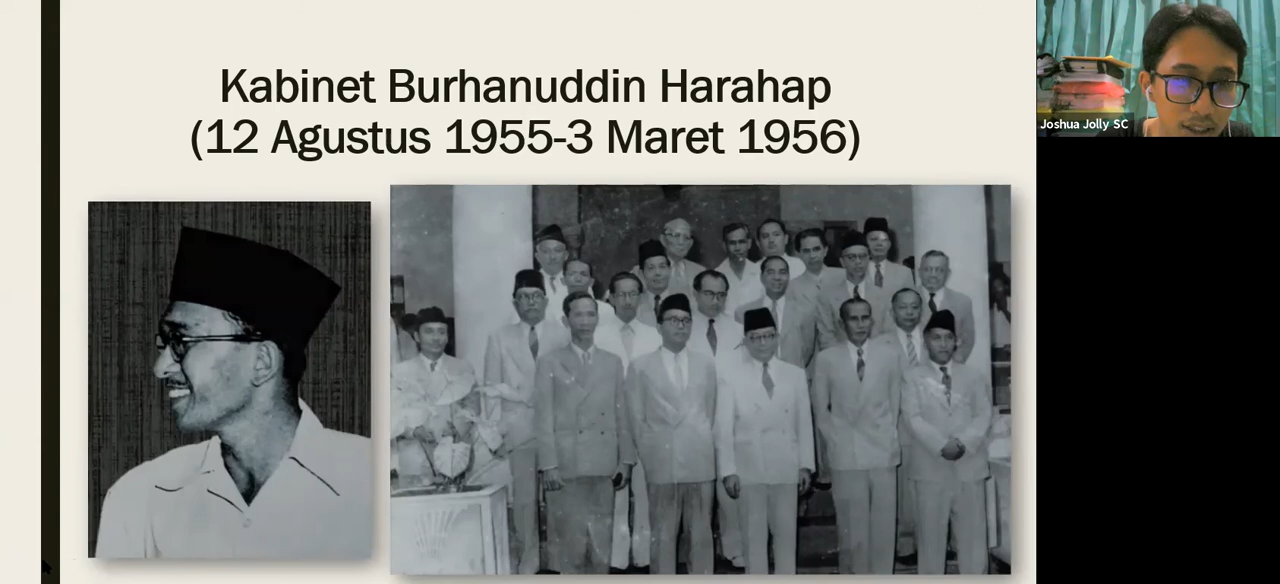 Kabinet Burhanuddin Harahap
(12 Agustus 1955-3 Maret 1956)
Joshua Jolly SC